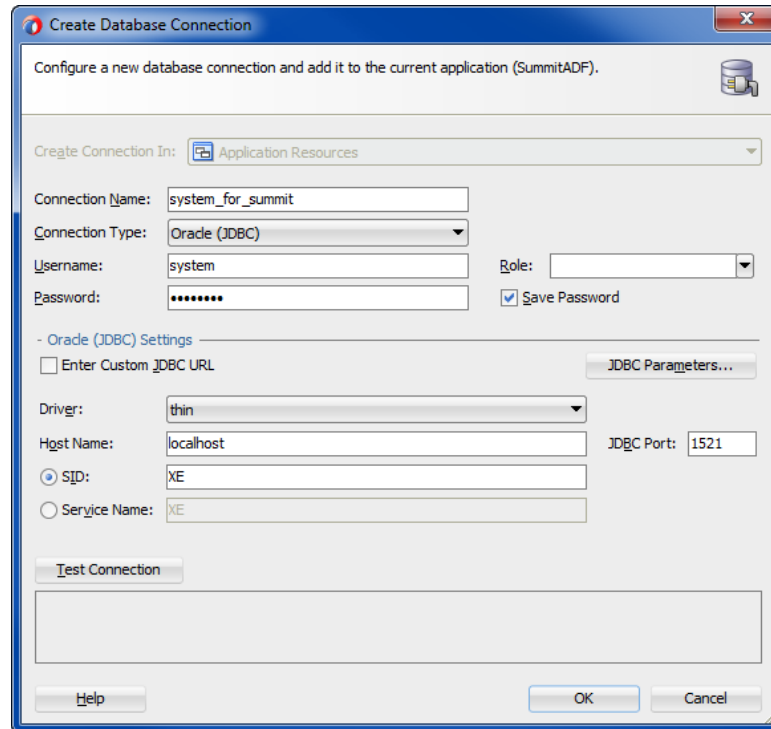 Create Database Connection
Configure a new database connection and add it to the current application (SummitADF).
Create Connection In: Application Resources
Connection Name: system_for_summit
Connection Type: Oracle (JDBC)
Username: system Role:
Password: •••••••• Save Password
- Oracle (JDBC) Settings
Enter Custom JDBC URL JDBC Parameters...
Driver: thin
Host Name: localhost JDBC Port: 1521
SID: XE
Service Name: XE
Test Connection
Help OK Cancel